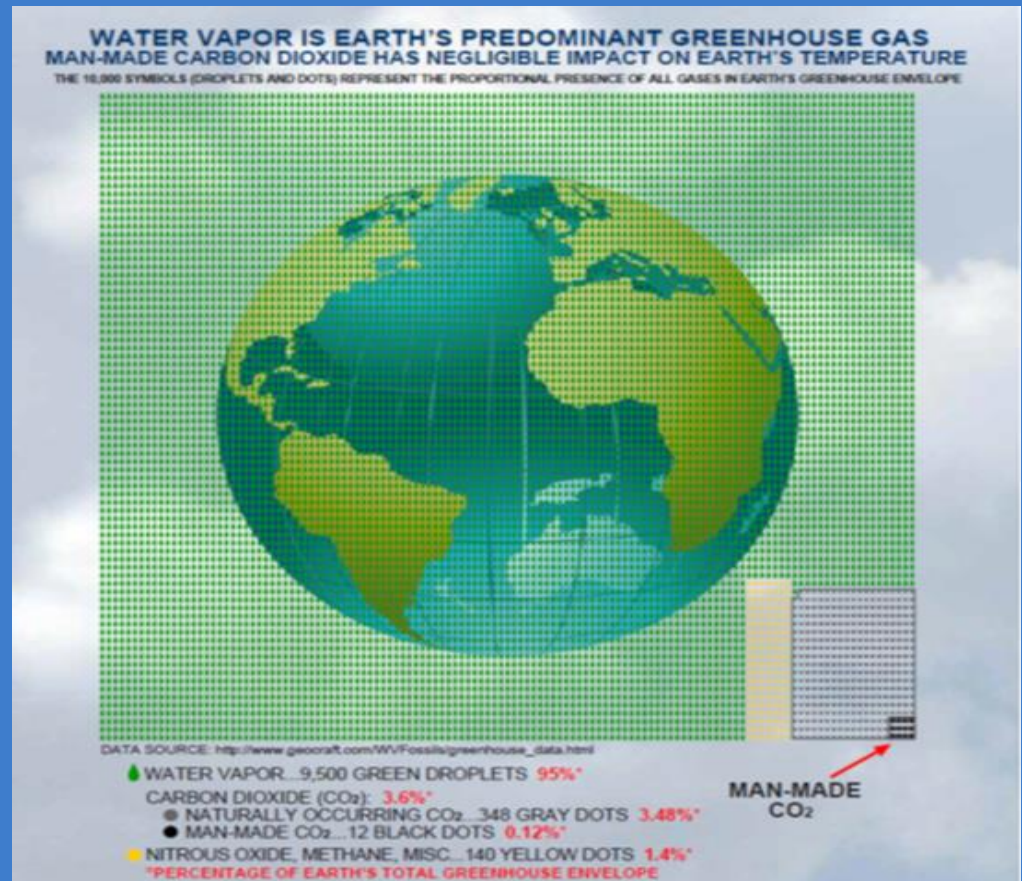 WATER VAPOR IS EARTH'S PREDOMINANT GREENHOUSE GAS
MAN-MADE CARBON DIOXIDE HAS NEGLIGIBLE IMPACT ON EARTH'S TEMPERATURE
THE 10,000 SYMBOLS (DROPLETS AND DOTS) REPRESENT THE PROPORTIONAL PRESENCE OF ALL GASES IN EARTH'S GREENHOUSE ENVELOPE
DATA SOURCE: http://www.geocraft.com/WVFossils/greenhouse_data.html
WATER VAPOR...9,500 GREEN DROPLETS 95%*
CARBON DIOXIDE (CO₂): 3.6%*
NATURALLY OCCURRING CO₂...348 GRAY DOTS 3.48%*
MAN-MADE CO₂...12 BLACK DOTS 0.12%*
NITROUS OXIDE, METHANE, MISC...140 YELLOW DOTS 1.4%*
*PERCENTAGE OF EARTH'S TOTAL GREENHOUSE ENVELOPE
MAN-MADE
CO₂